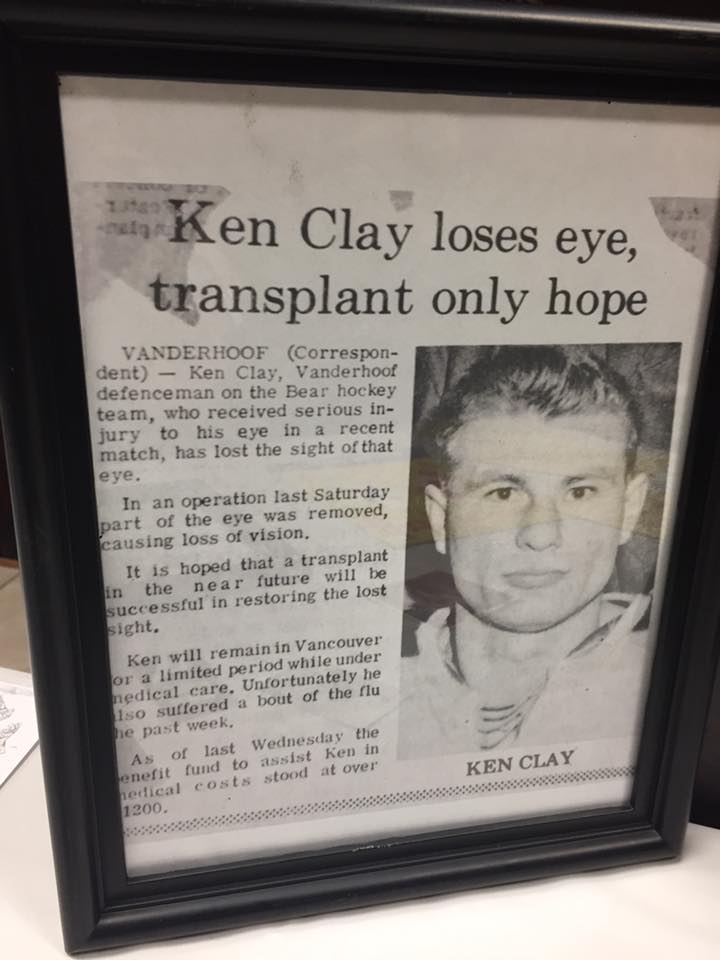 Ken Clay loses eye,
transplant only hope
VANDERHOOF (Correspon-
dent) — Ken Clay, Vanderhoof
defenceman on the Bear hockey
team, who received serious in-
jury to his eye in a recent
match, has lost the sight of that
eye.
In an operation last Saturday
part of the eye was removed,
causing loss of vision.
It is hoped that a transplant
in the near future will be
successful in restoring the lost
sight.
Ken will remain in Vancouver
or a limited period while under
medical care. Unfortunately he
lso suffered a bout of the flu
he past week.
As of last Wednesday the
enefit fund to assist Ken in
medical costs stood at over
1200.
KEN CLAY